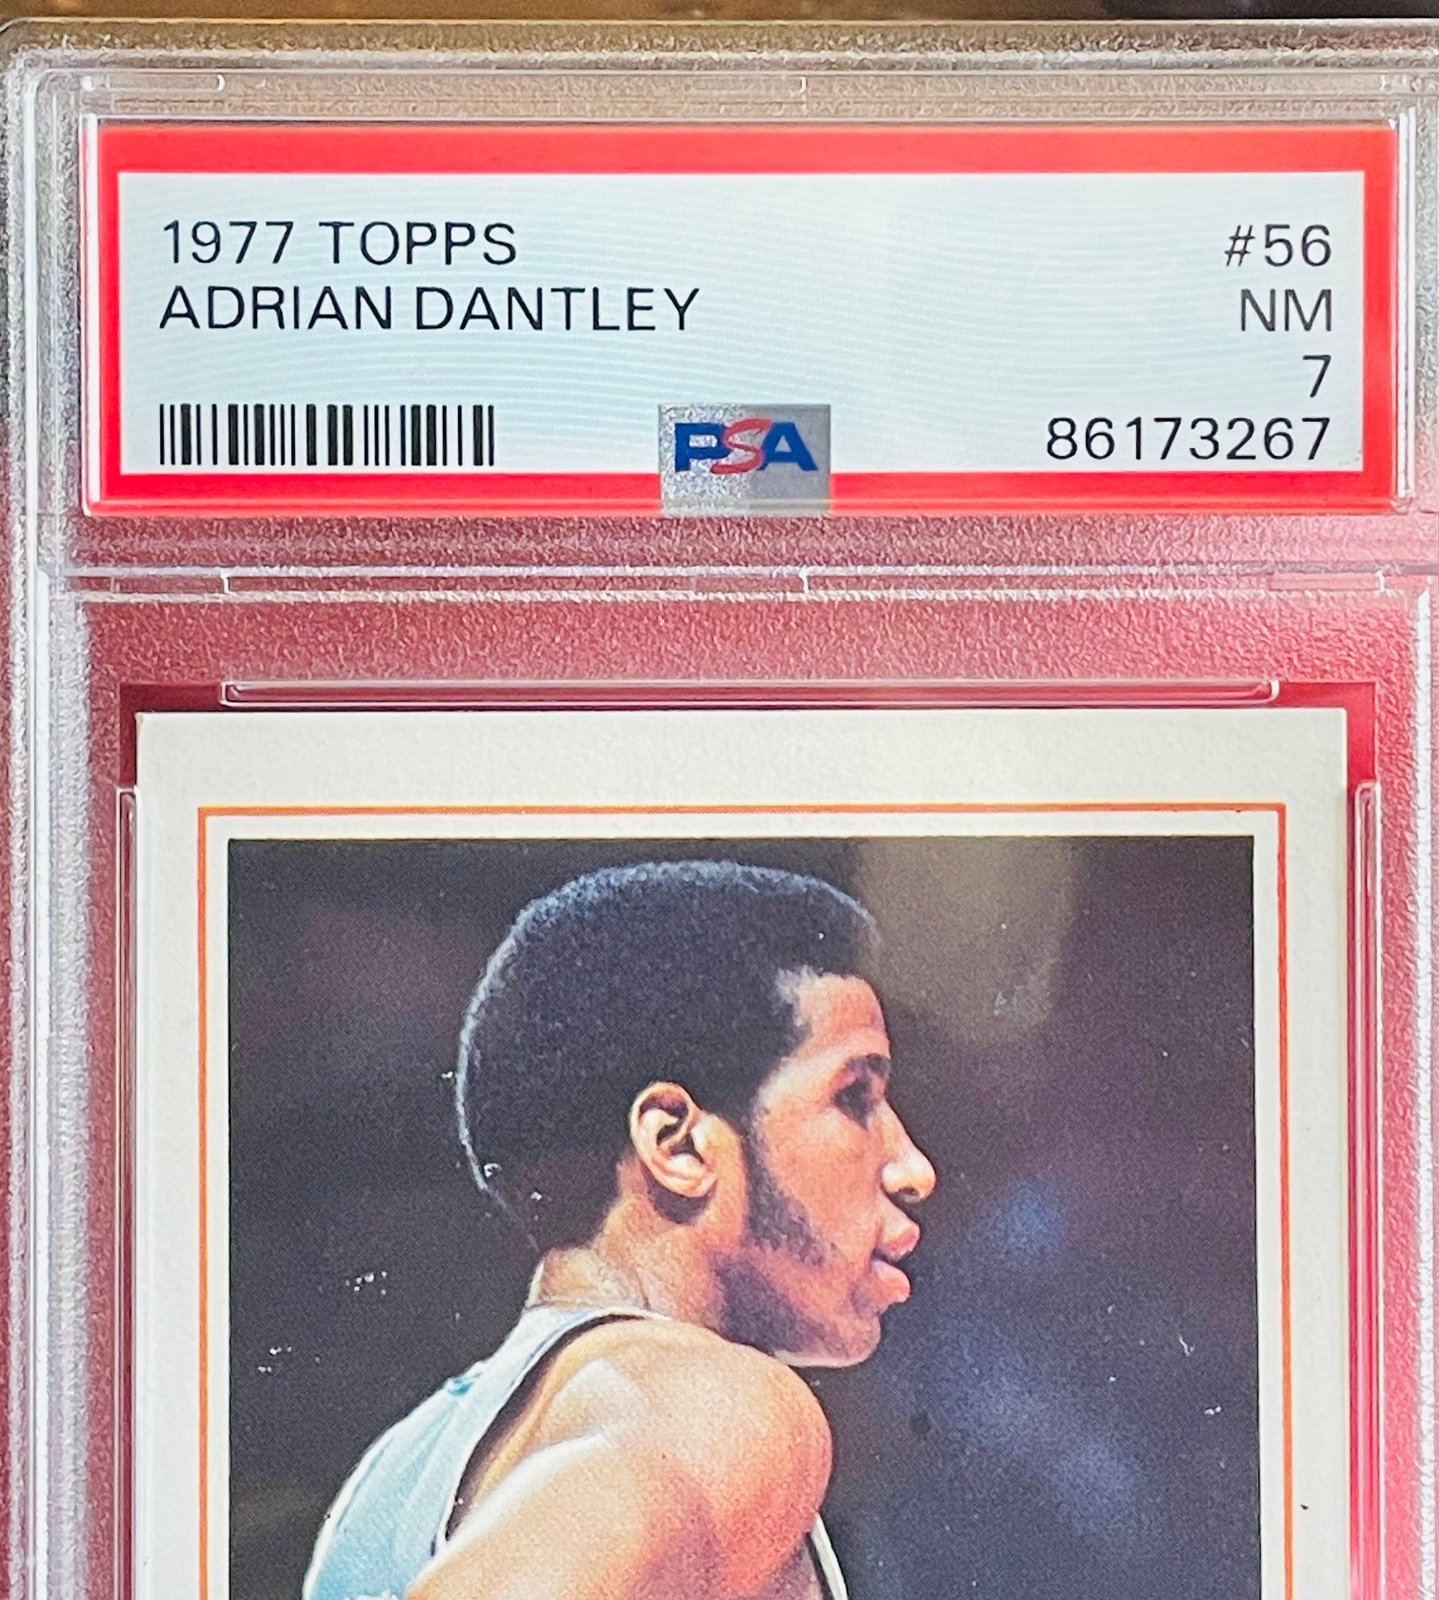 1977 TOPPS #56
ADRIAN DANTLEY NM
7
PSA 86173267